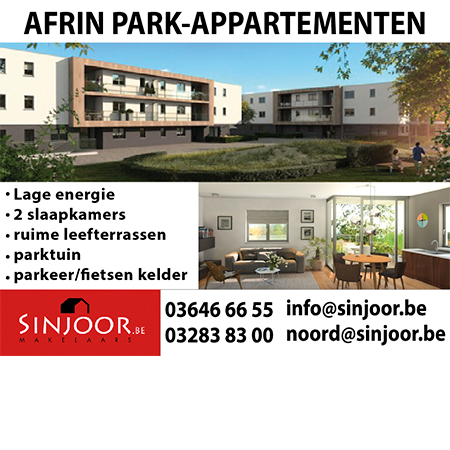 AFRIN PARK-APPARTEMENTEN
• Lage energie
• 2 slaapkamers
• ruime leefterrassen
• parktuin
• parkeer/fietsen kelder
SINJOOR.BE
MAKELAARS
03646 66 55
03283 83 00
info@sinjoor.be
noord@sinjoor.be